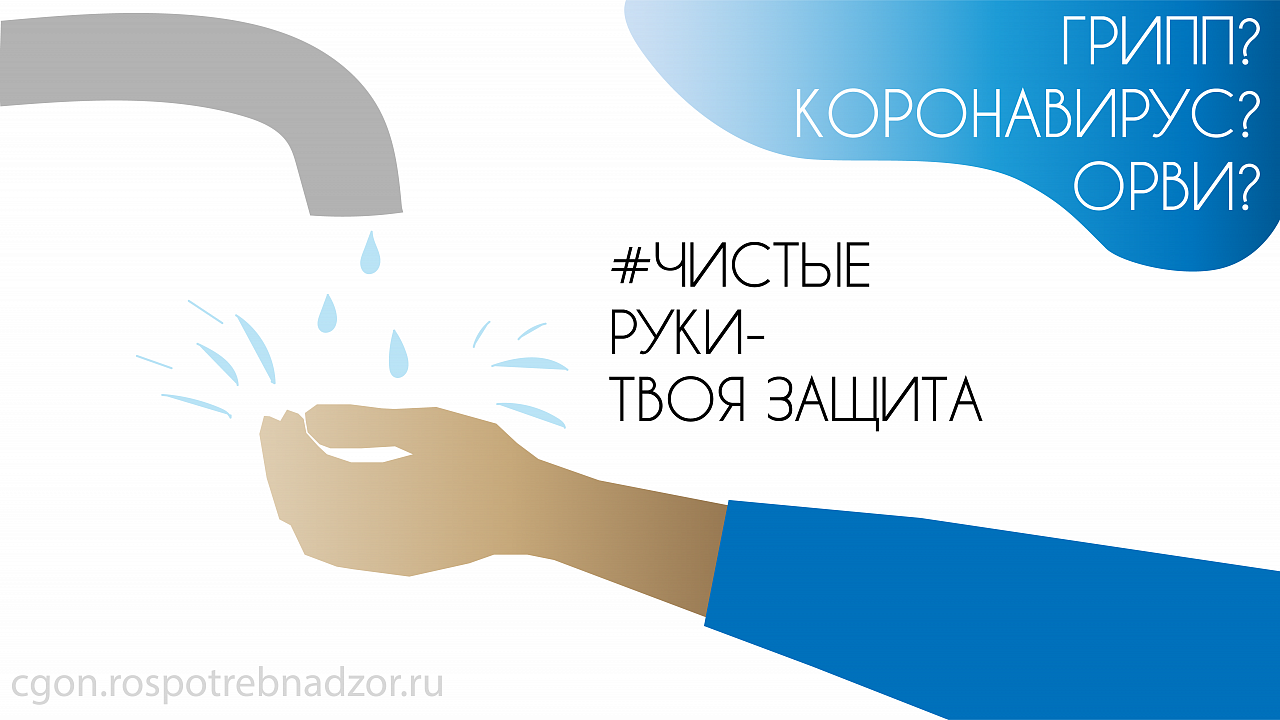 ГРИПП?
КОРОНАВИРУС?
ОРВИ?
#ЧИСТЫЕ
РУКИ-
ТВОЯ ЗАЩИТА
cgon.rospotrebnadzor.ru